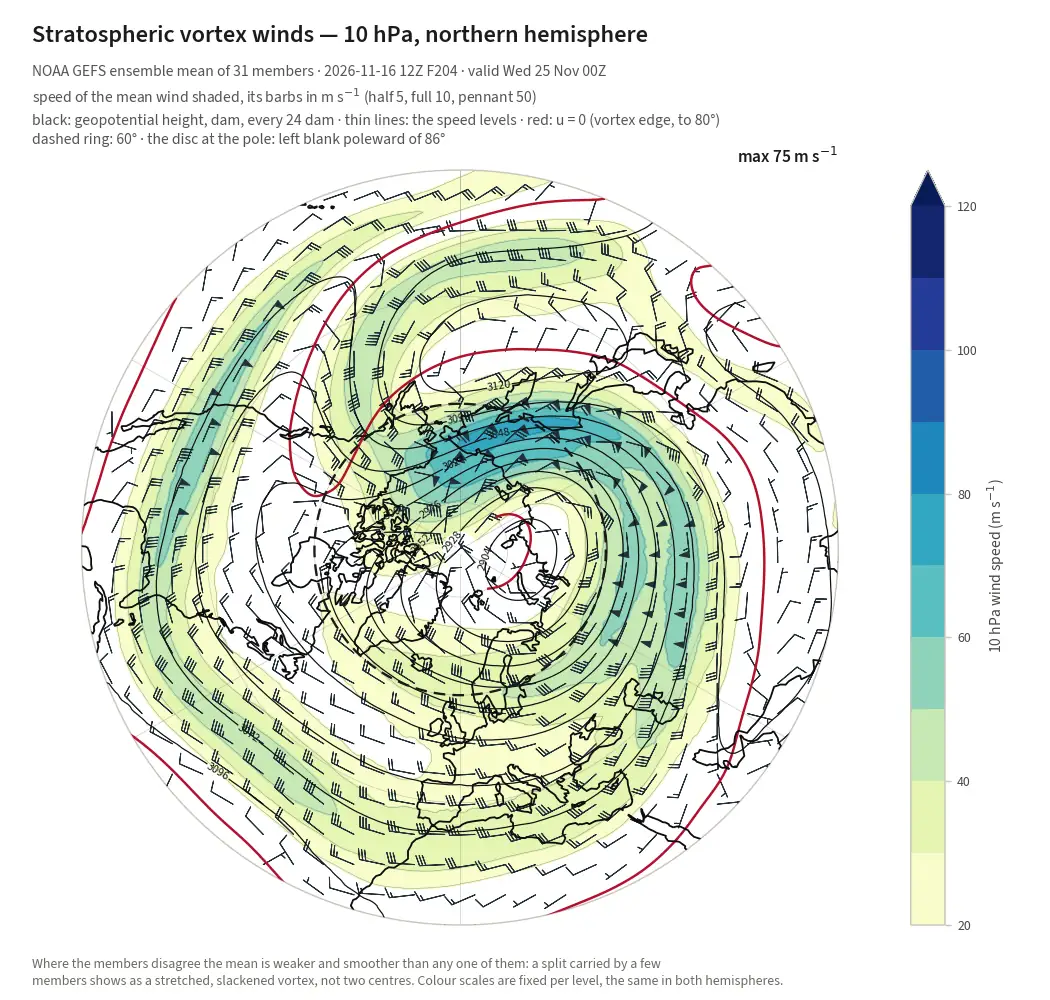 Stratospheric vortex winds — 10 hPa, northern hemisphere
NOAA GEFS ensemble mean of 31 members · 2026-11-16 12Z F204 · valid Wed 25 Nov 00Z
speed of the mean wind shaded, its barbs in m s⁻¹ (half 5, full 10, pennant 50)
black: geopotential height, dam, every 24 dam · thin lines: the speed levels · red: u = 0 (vortex edge, to 80°)
dashed ring: 60° · the disc at the pole: left blank poleward of 86°
max 75 m s⁻¹
120
100
80
60
40
20
10 hPa wind speed (m s⁻¹)
3120
3048
2928
2904
3096
Where the members disagree the mean is weaker and smoother than any one of them: a split carried by a few
members shows as a stretched, slackened vortex, not two centres. Colour scales are fixed per level, the same in both hemispheres.